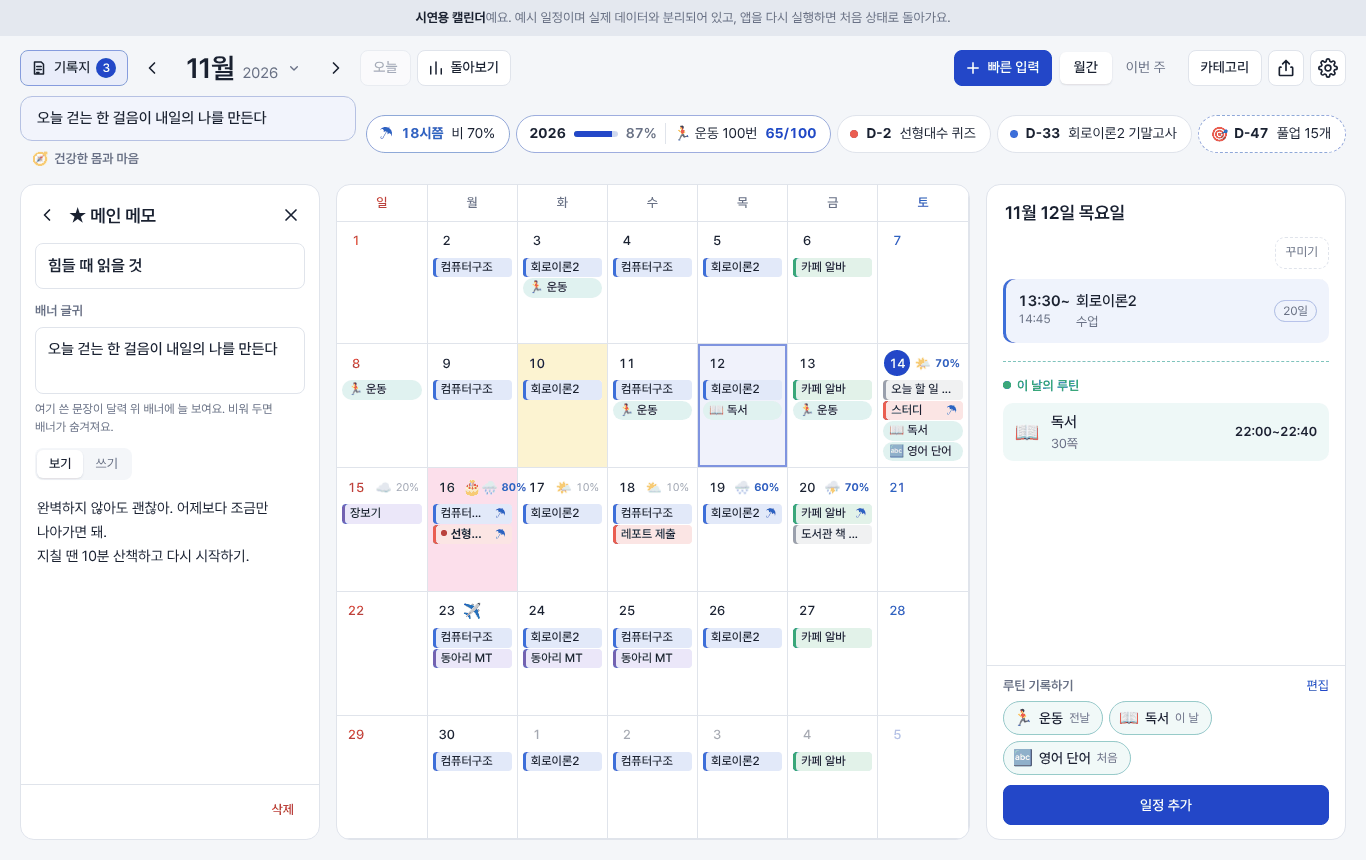 시연용 캘린더예요. 예시 일정이며 실제 데이터와 분리되어 있고, 앱을 다시 실행하면 처음 상태로 돌아가요.
기록지 3
11월 2026
오늘
돌아보기
+ 빠른 입력
월간
이번 주
카테고리
오늘 걷는 한 걸음이 내일의 나를 만든다
건강한 몸과 마음
18시쯤 비 70%
2026 87% 운동 100번 65/100
D-2 선형대수 퀴즈
D-33 회로이론2 기말고사
D-47 풀업 15개
★ 메인 메모
힘들 때 읽을 것
배너 글귀
오늘 걷는 한 걸음이 내일의 나를 만든다
여기 쓴 문장이 달력 위 배너에 늘 보여요. 비워 두면
배너가 숨겨져요.
보기 쓰기
완벽하지 않아도 괜찮아. 어제보다 조금만
나아가면 돼.
지칠 땐 10분 산책하고 다시 시작하기.
삭제
일 월 화 수 목 금 토
1 2 3 4 5 6 7
컴퓨터구조 회로이론2 컴퓨터구조 회로이론2 카페 알바
운동
8 9 10 11 12 13 14 70%
운동 컴퓨터구조 회로이론2 컴퓨터구조 회로이론2 카페 알바 오늘 할 일 ...
운동 독서 운동 스터디
독서
abc 영어 단어
15 20% 16 80% 17 10% 18 10% 19 60% 20 70% 21
장보기 컴퓨터... 회로이론2 컴퓨터구조 회로이론2 카페 알바
선형... 레포트 제출 도서관 책 ...
22 23 24 25 26 27 28
컴퓨터구조 회로이론2 컴퓨터구조 회로이론2 카페 알바
동아리 MT 동아리 MT 동아리 MT
29 30 1 2 3 4 5
컴퓨터구조 회로이론2 컴퓨터구조 회로이론2 카페 알바
11월 12일 목요일
꾸미기
13:30~ 회로이론2
14:45 수업
20일
이 날의 루틴
독서
30쪽
22:00~22:40
루틴 기록하기 편집
운동 전날
독서 이 날
abc 영어 단어 처음
일정 추가